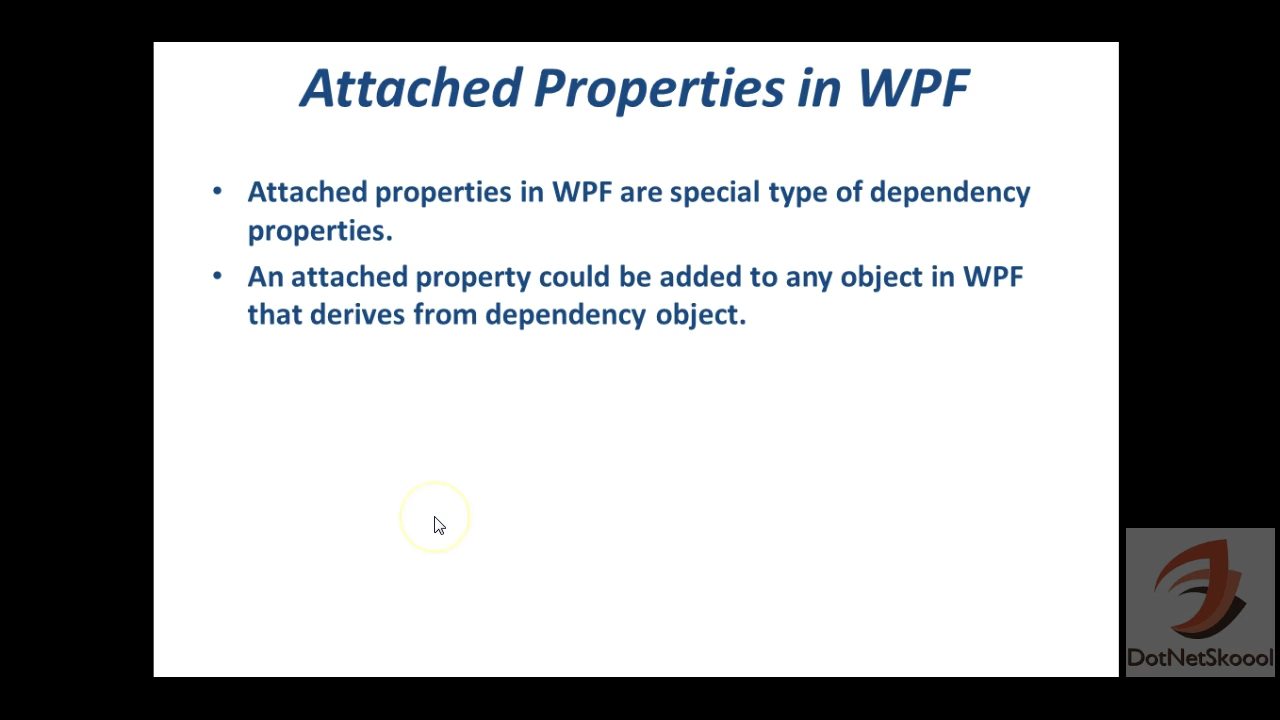 Attached Properties in WPF
• Attached properties in WPF are special type of dependency
properties.
• An attached property could be added to any object in WPF
that derives from dependency object.
DotNetSkoool